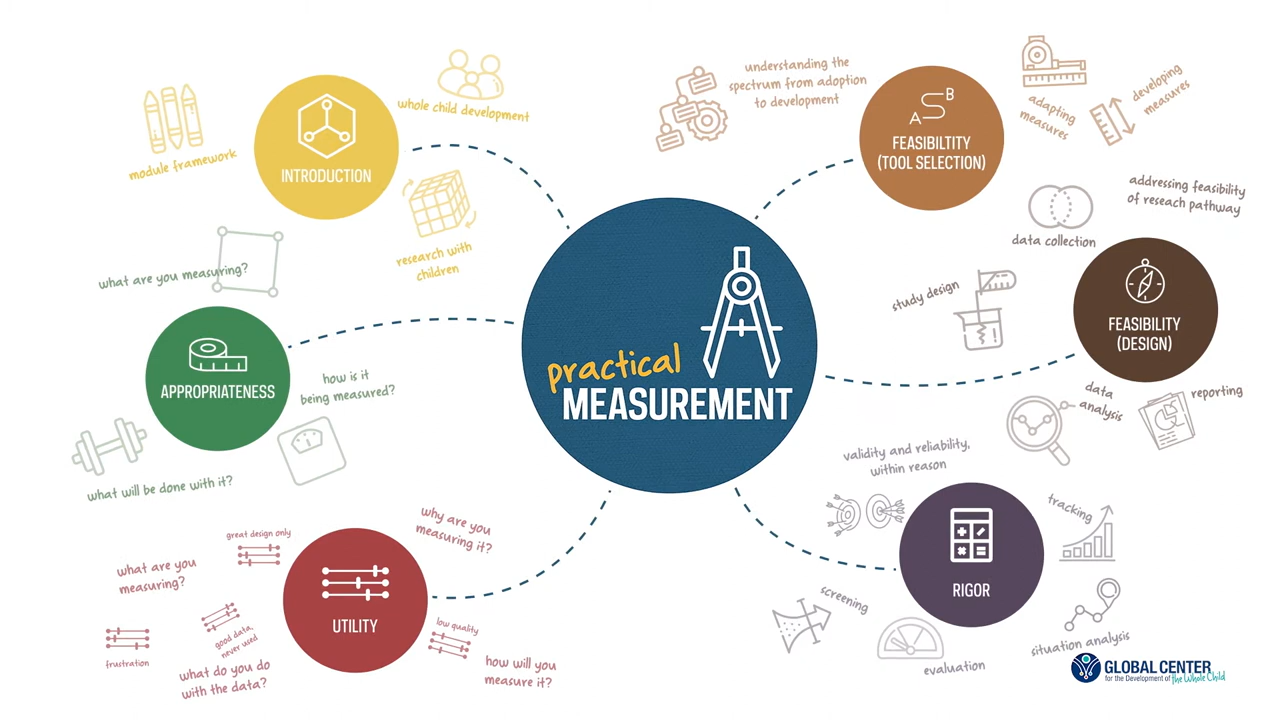 module framework
whole child development
INTRODUCTION
research with
children
understanding the
spectrum from adoption
to development
A
B
FEASIBILTITY
(TOOL SELECTION)
adapting
measures
developing
measures
addressing feasibility
of reseach pathway
data collection
study design
FEASIBILITY
(DESIGN)
data
analysis
reporting
what are you measuring?
APPROPRIATENESS
how is it
being measured?
what will be done with it?
practical
MEASUREMENT
validity and reliability,
within reason
RIGOR
tracking
screening
evaluation
situation analysis
why are you
measuring it?
great design only
what are you
measuring?
UTILITY
good data,
never used
frustration
what do you do
with the data?
low quality
how will you
measure it?
GLOBAL CENTER
for the Development of the Whole Child